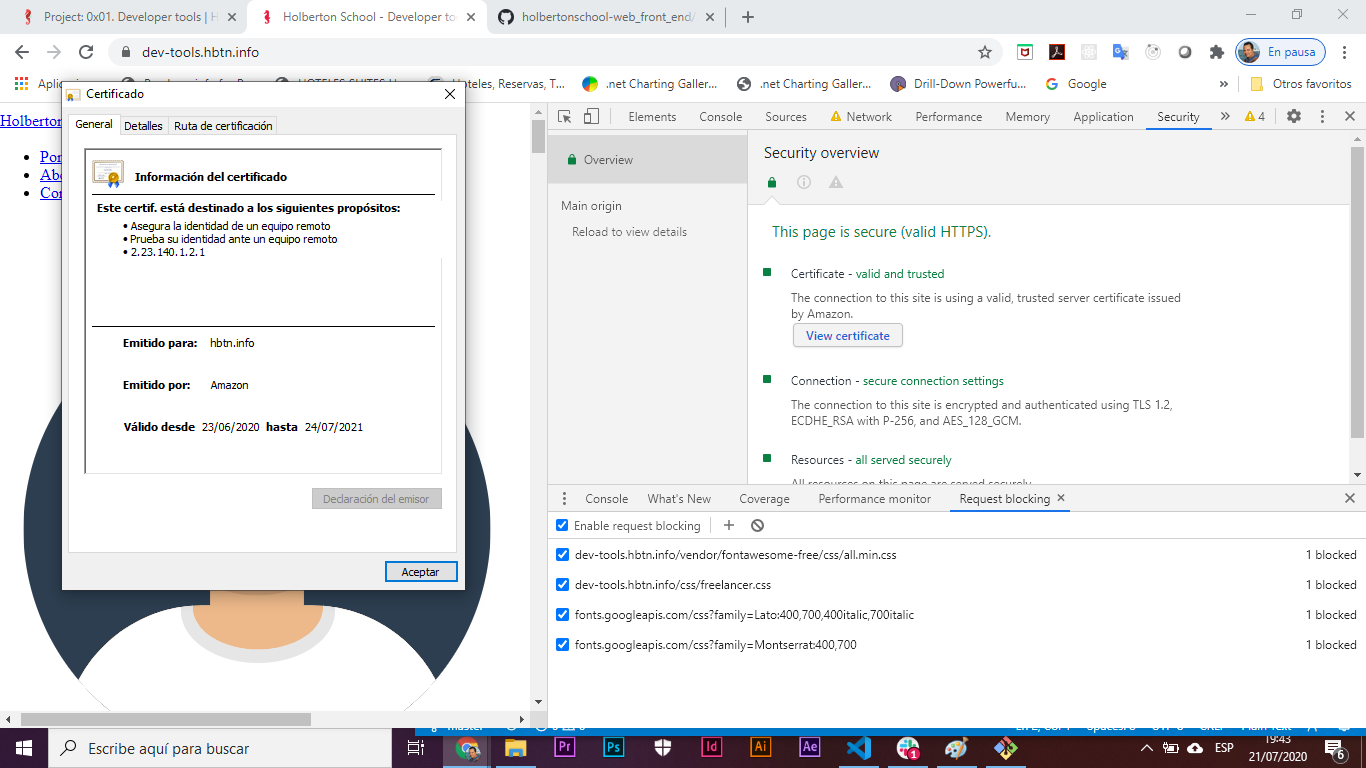 Project: 0x01. Developer tools | H
Holberton School - Developer to
holbertonschool-web_front_end/
dev-tools.hbtn.info
En pausa
Hoteles, Reservas, T...
.net Charting Galler...
.net Charting Galler...
Drill-Down Powerfu...
Google
»
Otros favoritos
Certificado
General
Detalles
Ruta de certificación
Información del certificado
Este certif. está destinado a los siguientes propósitos:
• Asegura la identidad de un equipo remoto
• Prueba su identidad ante un equipo remoto
• 2.23.140.1.2.1
Emitido para: hbtn.info
Emitido por: Amazon
Válido desde 23/06/2020 hasta 24/07/2021
Declaración del emisor
Aceptar
Holberton
Elements
Console
Sources
Network
Performance
Memory
Application
Security
»
4
Overview
Main origin
Reload to view details
Security overview
This page is secure (valid HTTPS).
Certificate - valid and trusted
The connection to this site is using a valid, trusted server certificate issued
by Amazon.
View certificate
Connection - secure connection settings
The connection to this site is encrypted and authenticated using TLS 1.2,
ECDHE_RSA with P-256, and AES_128_GCM.
Resources - all served securely
All resources on this page are served securely.
Console
What's New
Coverage
Performance monitor
Request blocking
Enable request blocking
dev-tools.hbtn.info/vendor/fontawesome-free/css/all.min.css 1 blocked
dev-tools.hbtn.info/css/freelancer.css 1 blocked
fonts.googleapis.com/css?family=Lato:400,700,400italic,700italic 1 blocked
fonts.googleapis.com/css?family=Montserrat:400,700 1 blocked
master
Escribe aquí para buscar
Pr
Ps
Id
Ai
Ae
1
ESP
19:43
21/07/2020
6